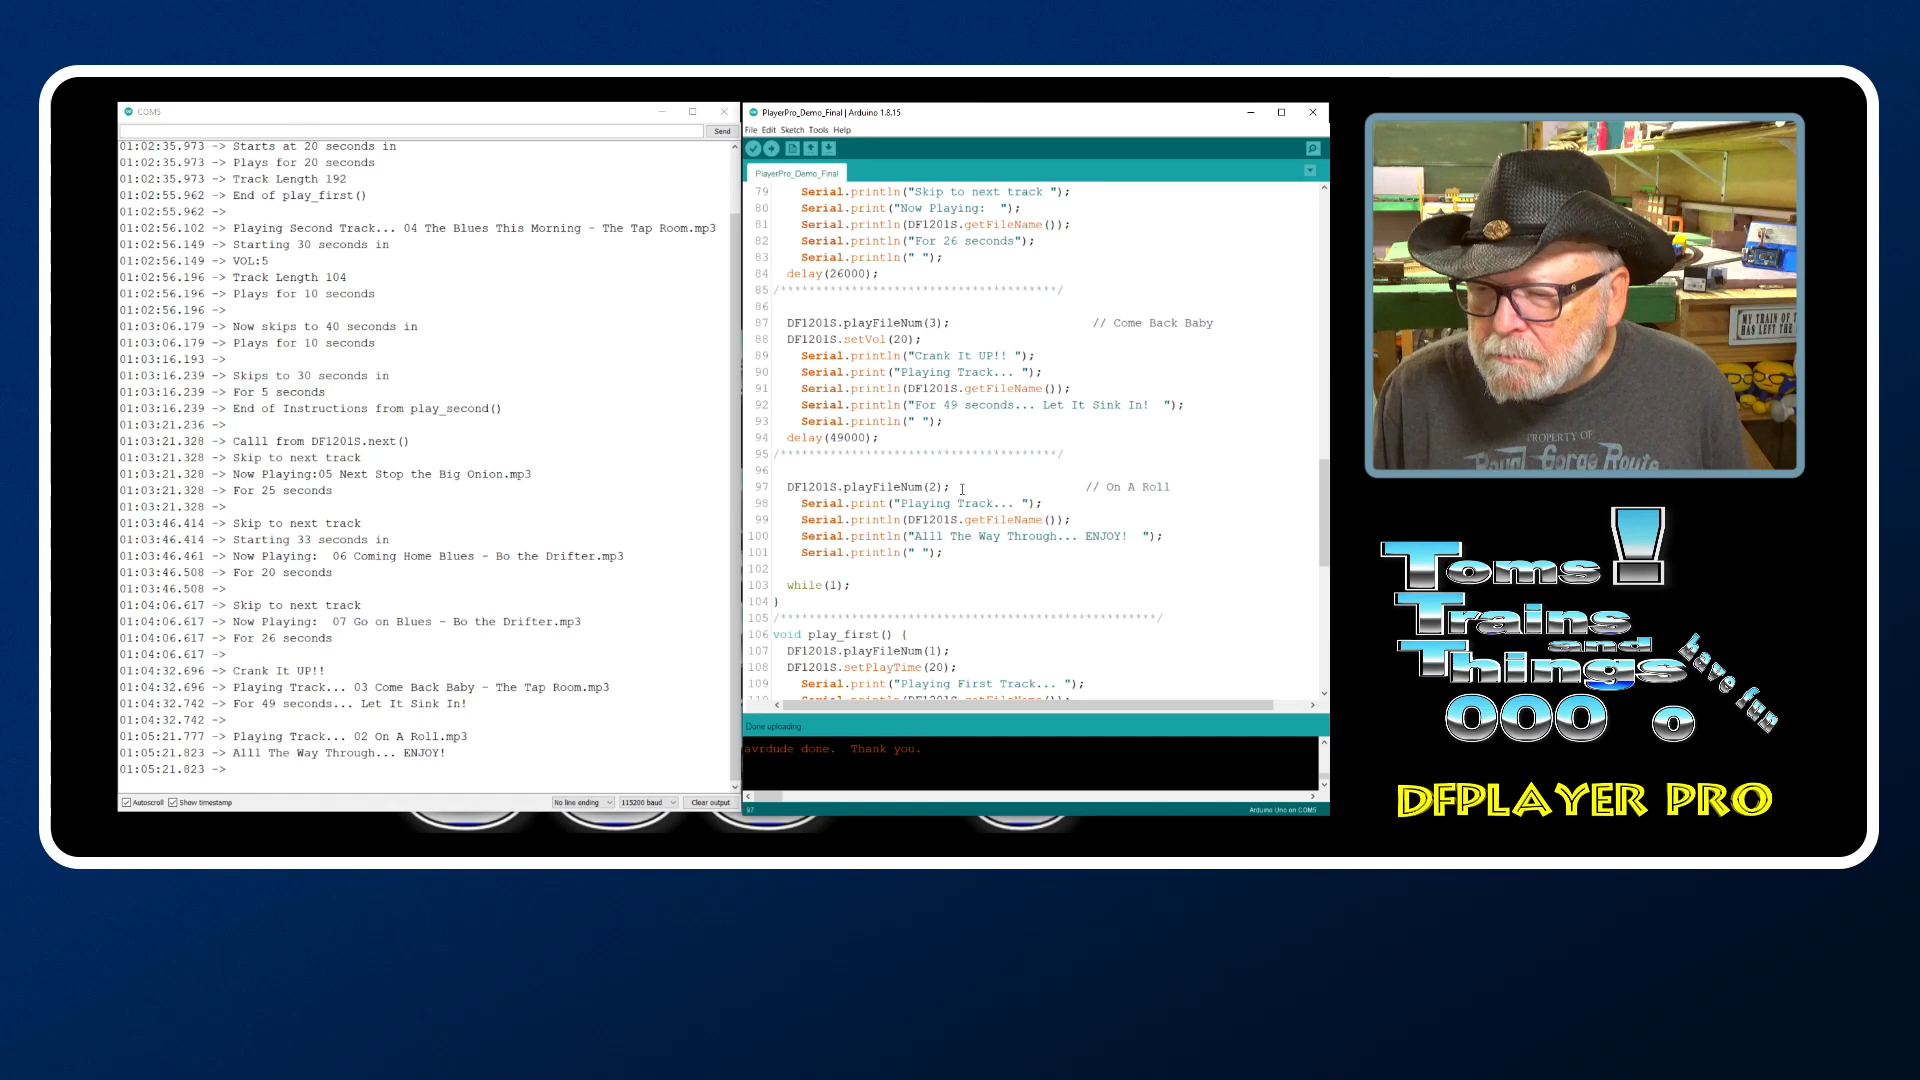 COM5
Send
01:02:35.973 -> Starts at 20 seconds in
01:02:35.973 -> Plays for 20 seconds
01:02:35.973 -> Track Length 192
01:02:55.962 -> End of play_first()
01:02:55.962 ->
01:02:56.102 -> Playing Second Track... 04 The Blues This Morning - The Tap Room.mp3
01:02:56.149 -> Starting 30 seconds in
01:02:56.149 -> VOL:5
01:02:56.196 -> Track Length 104
01:02:56.196 -> Plays for 10 seconds
01:02:56.196 ->
01:03:06.179 -> Now skips to 40 seconds in
01:03:06.179 -> Plays for 10 seconds
01:03:16.193 ->
01:03:16.239 -> Skips to 30 seconds in
01:03:16.239 -> For 5 seconds
01:03:16.239 -> End of Instructions from play_second()
01:03:21.236 ->
01:03:21.328 -> Calll from DF1201S.next()
01:03:21.328 -> Skip to next track
01:03:21.328 -> Now Playing:05 Next Stop the Big Onion.mp3
01:03:21.328 -> For 25 seconds
01:03:21.328 ->
01:03:46.414 -> Skip to next track
01:03:46.414 -> Starting 33 seconds in
01:03:46.461 -> Now Playing:  06 Coming Home Blues - Bo the Drifter.mp3
01:03:46.508 -> For 20 seconds
01:03:46.508 ->
01:04:06.617 -> Skip to next track
01:04:06.617 -> Now Playing:  07 Go on Blues - Bo the Drifter.mp3
01:04:06.617 -> For 26 seconds
01:04:06.617 ->
01:04:32.696 -> Crank It UP!!
01:04:32.696 -> Playing Track... 03 Come Back Baby - The Tap Room.mp3
01:04:32.742 -> For 49 seconds... Let It Sink In!
01:04:32.742 ->
01:05:21.777 -> Playing Track... 02 On A Roll.mp3
01:05:21.823 -> Alll The Way Through... ENJOY!
01:05:21.823 ->
Autoscroll Show timestamp
No line ending 115200 baud Clear output
PlayerPro_Demo_Final | Arduino 1.8.15
File Edit Sketch Tools Help
PlayerPro_Demo_Final
79 Serial.println("Skip to next track ");
80 Serial.print("Now Playing:  ");
81 Serial.println(DF1201S.getFileName());
82 Serial.println("For 26 seconds");
83 Serial.println(" ");
84 delay(26000);
85 /***************************************/
86
87 DF1201S.playFileNum(3); // Come Back Baby
88 DF1201S.setVol(20);
89 Serial.println("Crank It UP!! ");
90 Serial.print("Playing Track... ");
91 Serial.println(DF1201S.getFileName());
92 Serial.println("For 49 seconds... Let It Sink In!  ");
93 Serial.println(" ");
94 delay(49000);
95 /***************************************/
96
97 DF1201S.playFileNum(2); // On A Roll
98 Serial.print("Playing Track... ");
99 Serial.println(DF1201S.getFileName());
100 Serial.println("Alll The Way Through... ENJOY!  ");
101 Serial.println(" ");
102
103 while(1);
104 }
105 /*****************************************************/
106 void play_first() {
107 DF1201S.playFileNum(1);
108 DF1201S.setPlayTime(20);
109 Serial.print("Playing First Track... ");
Done uploading.
avrdude done.  Thank you.
97
Arduino Uno on COM5
MY TRAIN OF
HAS LEFT THE
PROPERTY OF
Royal Gorge Route
Toms !
Trains
and
Things
have fun
OOO o
DFPLAYER PRO